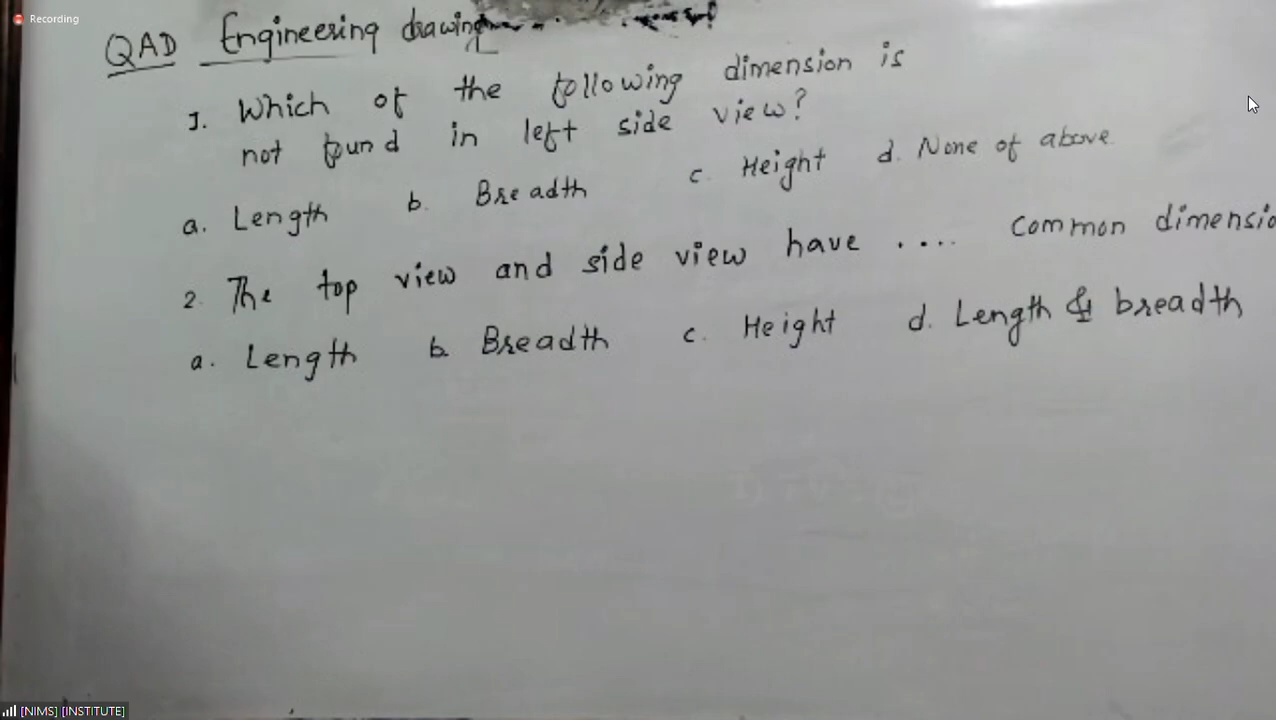 Recording
QAD Engineering drawing
1. Which of the following dimension is
not found in left side view?
a. Length b. Breadth c. Height d. None of above
2. The top view and side view have .... common dimensio
a. Length b. Breadth c. Height d. Length & breadth
[NIMS] [INSTITUTE]